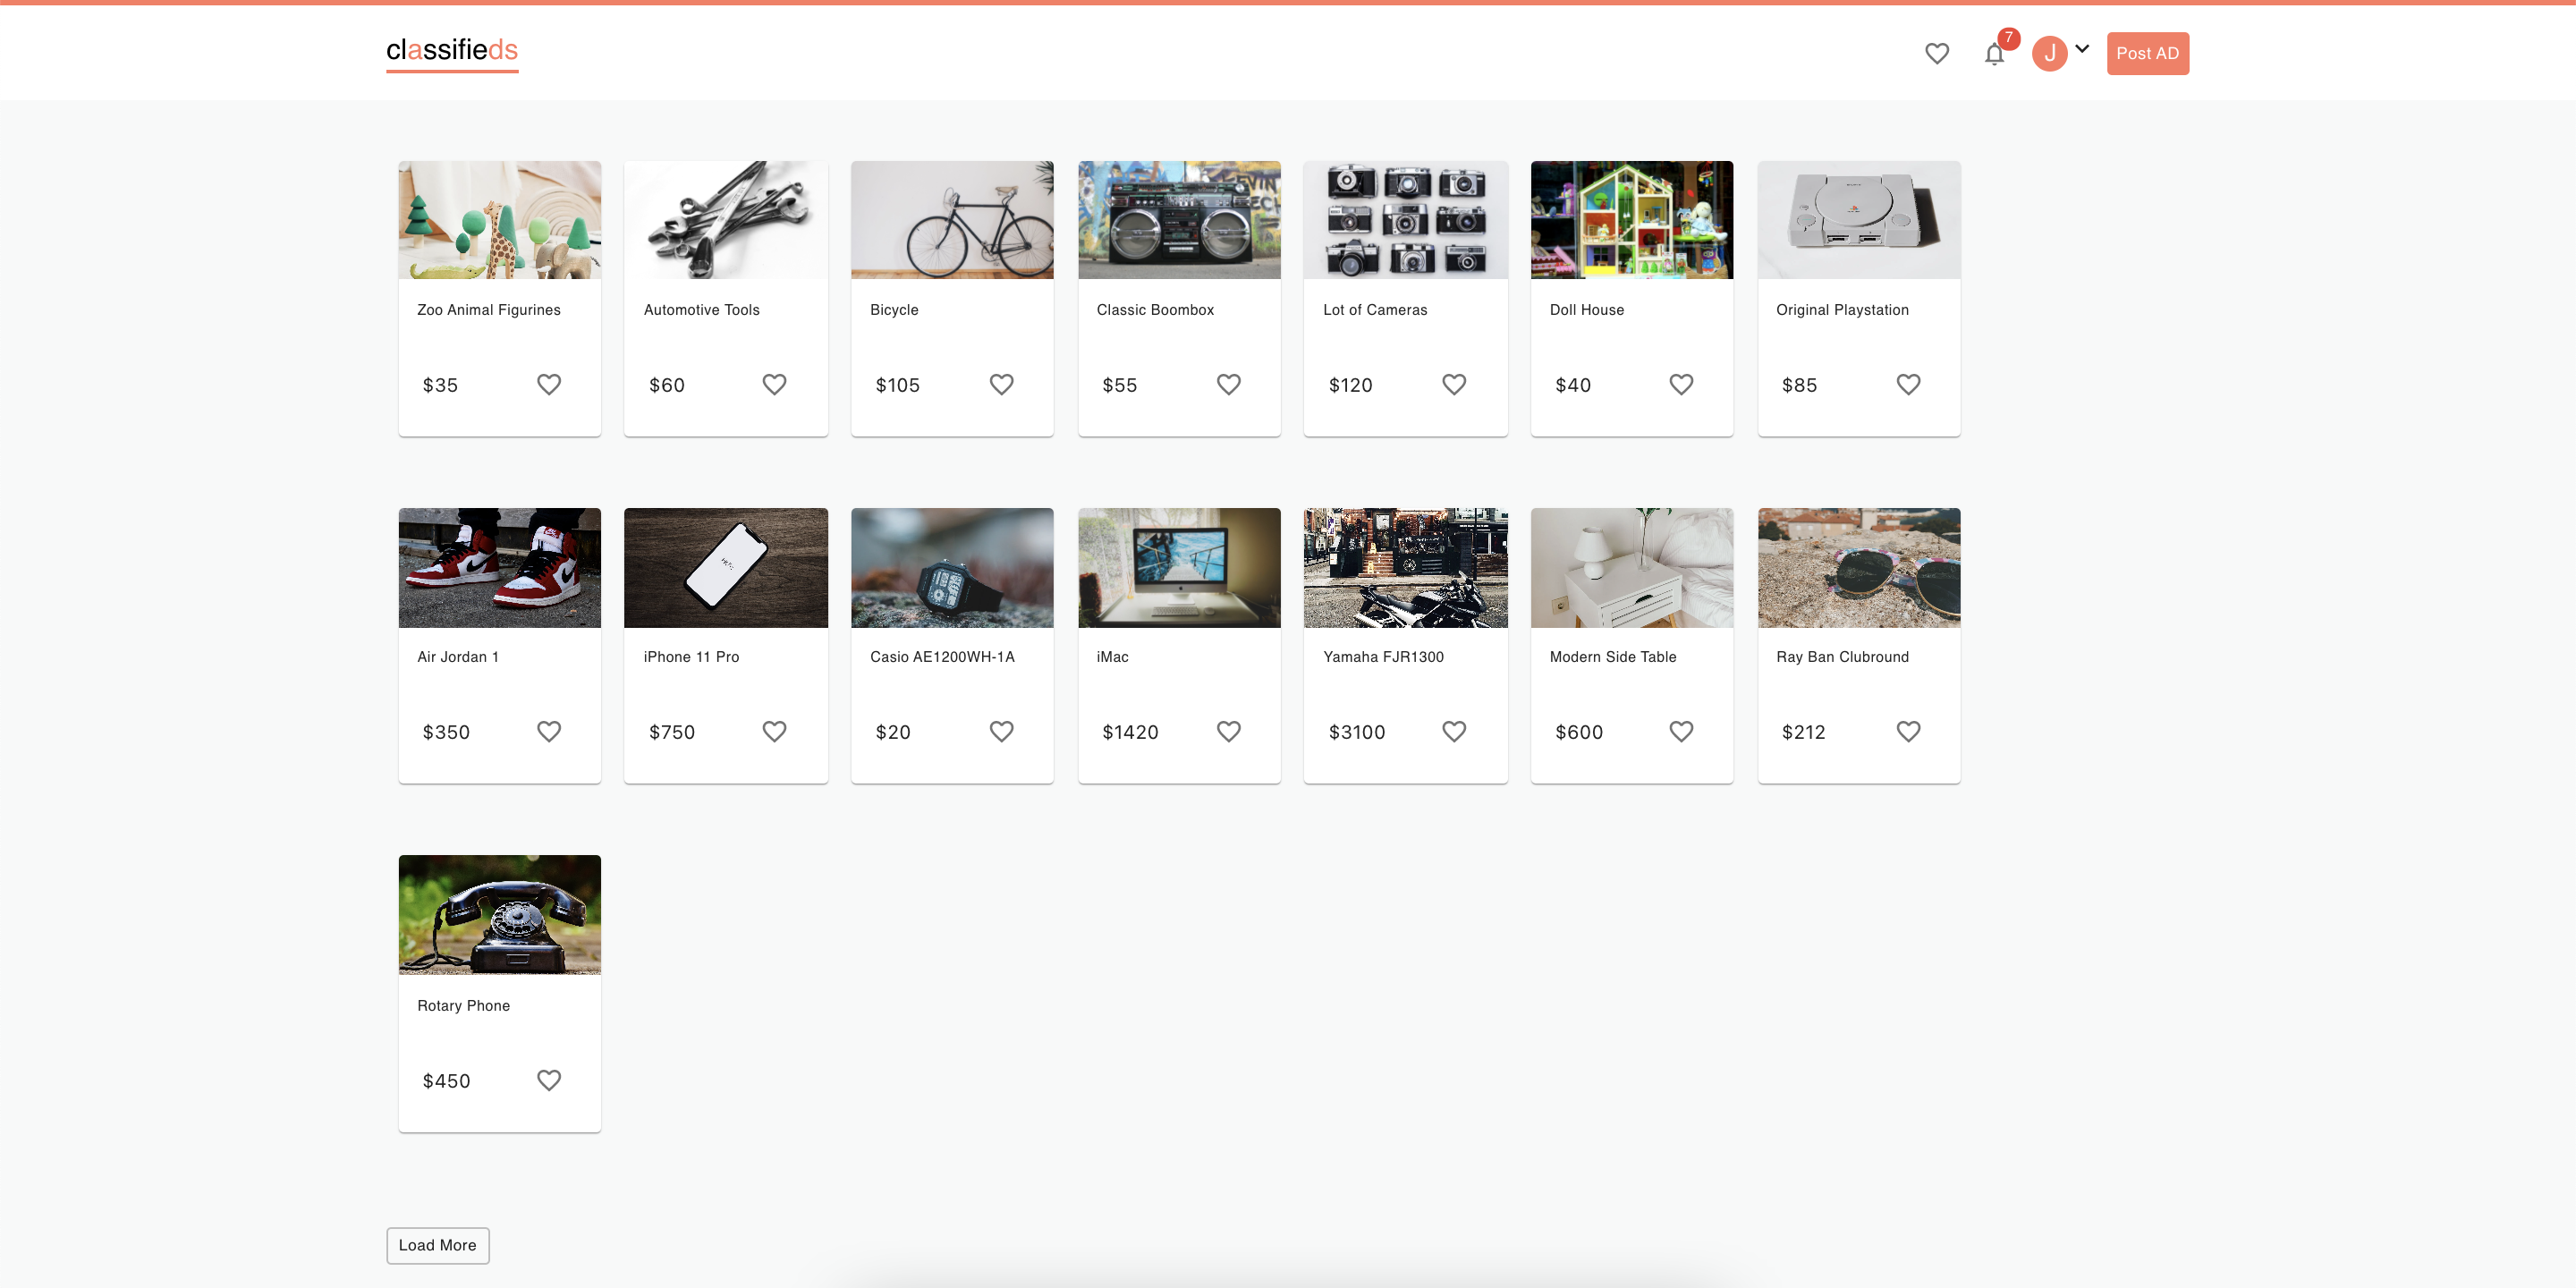 classifieds
7
J
Post AD
Zoo Animal Figurines
Automotive Tools
Bicycle
Classic Boombox
Lot of Cameras
Doll House
Original Playstation
$35
$60
$105
$55
$120
$40
$85
Air Jordan 1
iPhone 11 Pro
Casio AE1200WH-1A
iMac
Yamaha FJR1300
Modern Side Table
Ray Ban Clubround
$350
$750
$20
$1420
$3100
$600
$212
Rotary Phone
$450
Load More